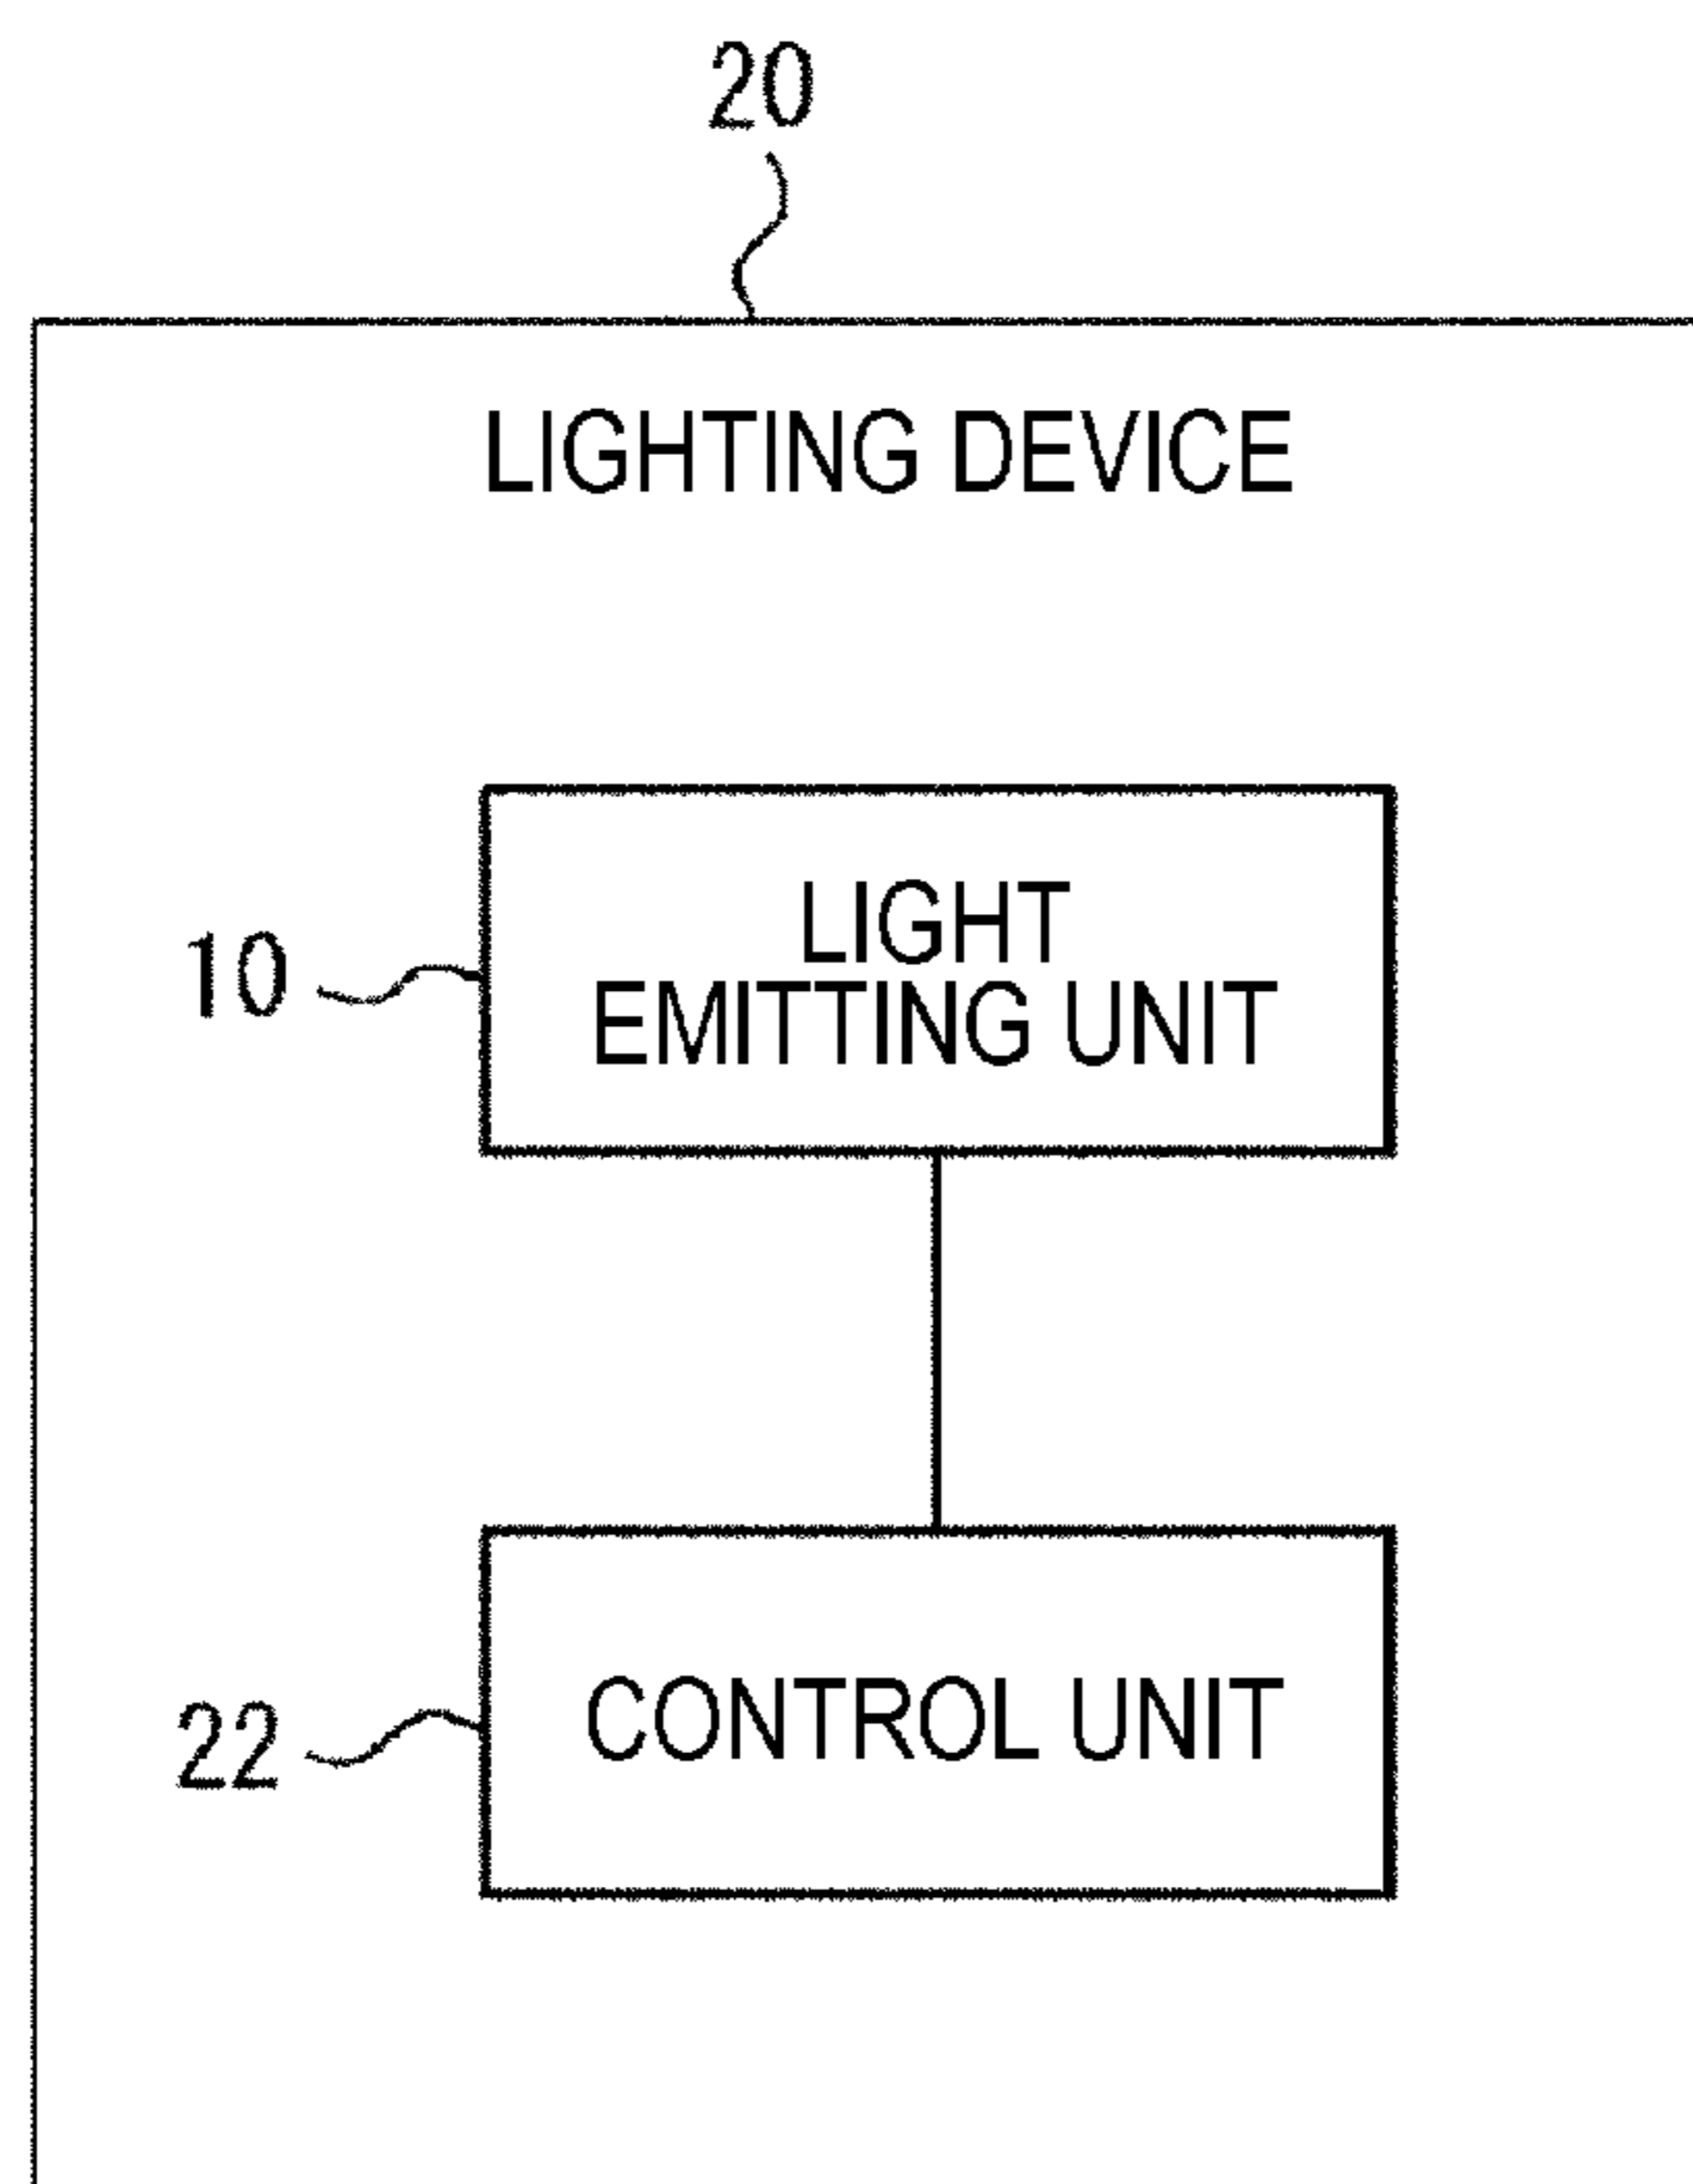 20
LIGHTING DEVICE
LIGHT
10
EMITTING UNIT
22
CONTROL UNIT